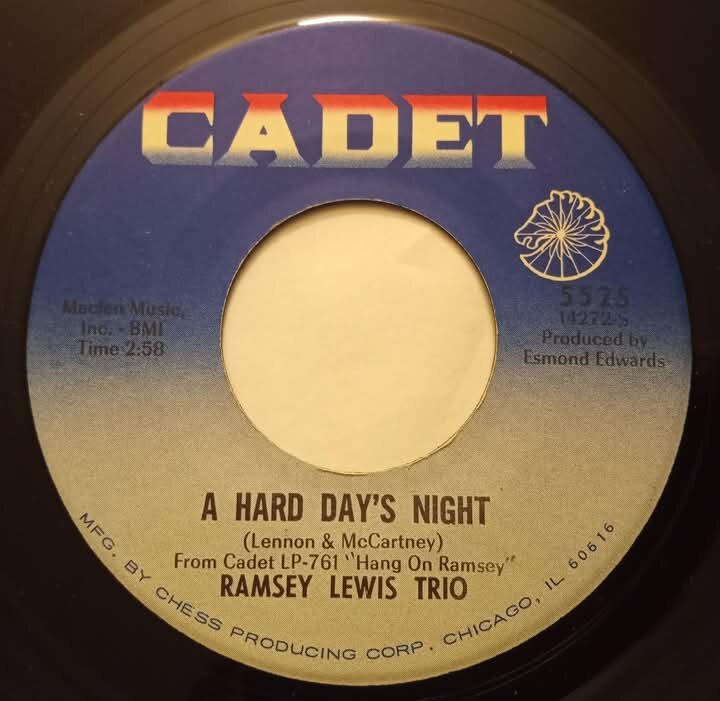 CADET
Maclen Music,
Inc. - BMI
Time 2:58
5525
14272-S
Produced by
Esmond Edwards
A HARD DAY'S NIGHT
(Lennon & McCartney)
From Cadet LP-761 "Hang On Ramsey"
RAMSEY LEWIS TRIO
MFG. BY CHESS PRODUCING CORP. CHICAGO, IL 60616